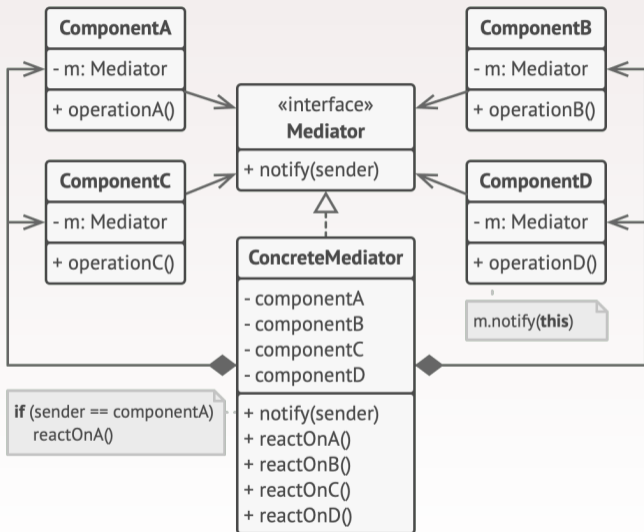 ComponentA
- m: Mediator
+ operationA()
ComponentB
- m: Mediator
+ operationB()
«interface»
Mediator
+ notify(sender)
ComponentC
- m: Mediator
+ operationC()
ComponentD
- m: Mediator
+ operationD()
m.notify(this)
ConcreteMediator
- componentA
- componentB
- componentC
- componentD
+ notify(sender)
+ reactOnA()
+ reactOnB()
+ reactOnC()
+ reactOnD()
if (sender == componentA)
reactOnA()